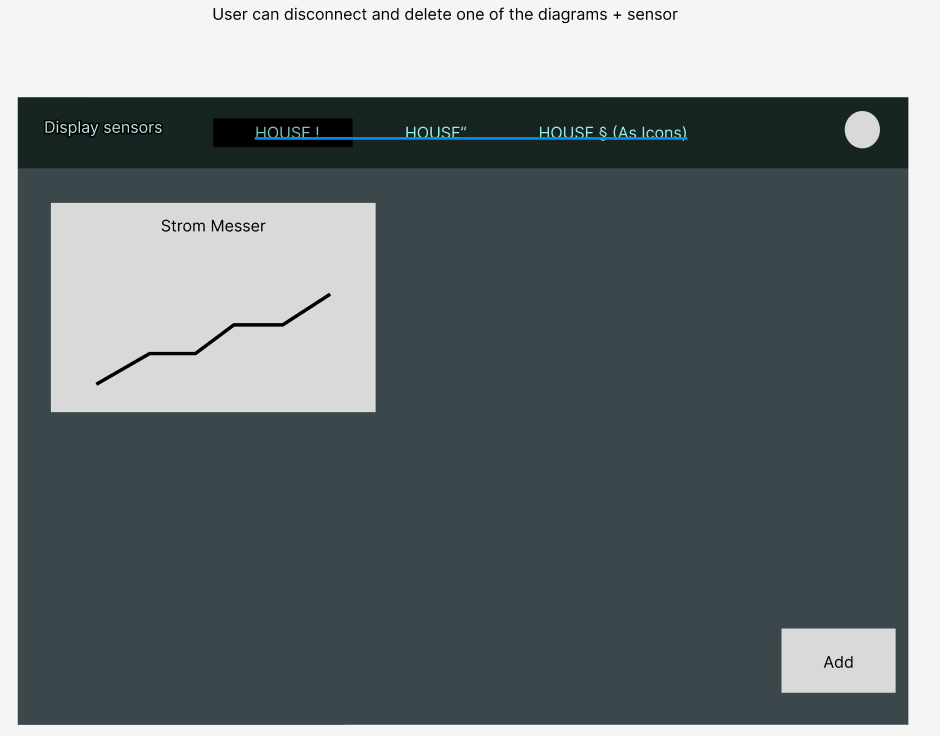 User can disconnect and delete one of the diagrams + sensor
Display sensors HOUSE ! HOUSE” HOUSE § (As Icons)
Strom Messer
Add